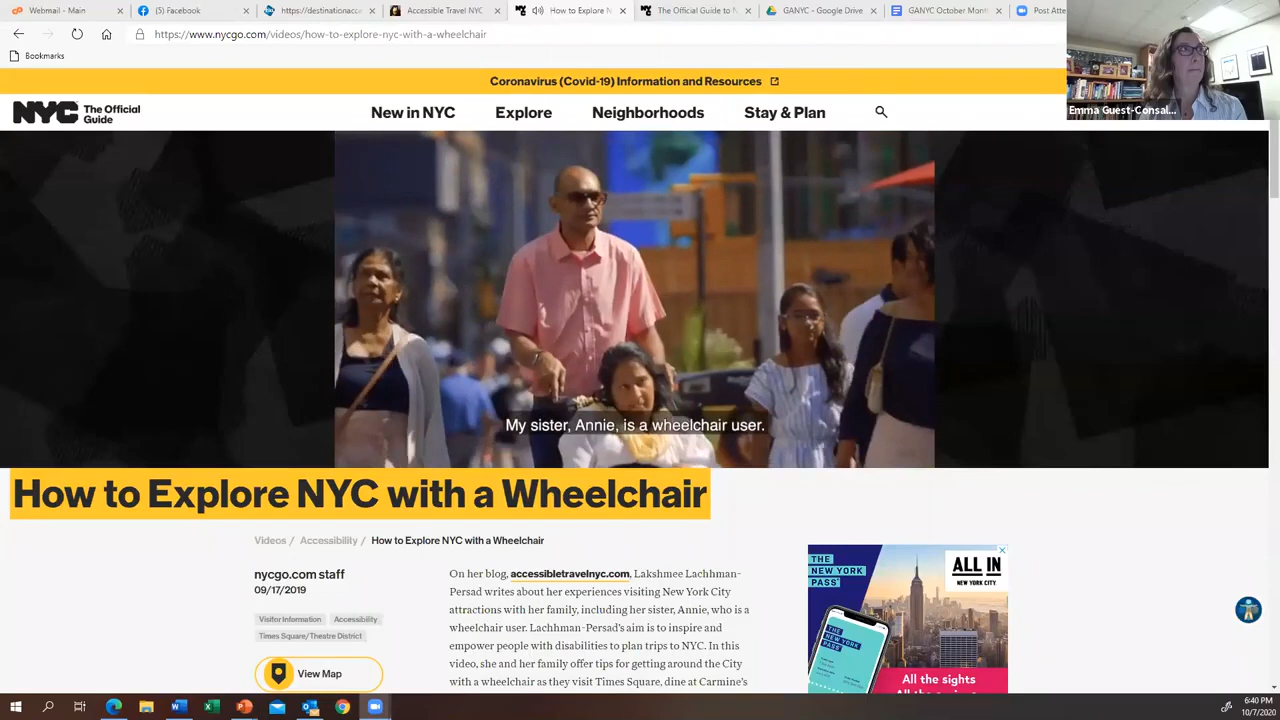 Webmail - Main
(5) Facebook
https://destinationacce
Accessible Travel NYC
How to Explore N
The Official Guide to N
GANYC - Google Drive
GANYC October Mont
Post Atte
https://www.nycgo.com/videos/how-to-explore-nyc-with-a-wheelchair
Bookmarks
Emma Guest-Consal...
Coronavirus (Covid-19) Information and Resources
NYC The Official
Guide
New in NYC Explore Neighborhoods Stay & Plan
My sister, Annie, is a wheelchair user.
How to Explore NYC with a Wheelchair
Videos / Accessibility / How to Explore NYC with a Wheelchair
nycgo.com staff
09/17/2019
Visitor Information Accessibility
Times Square/Theatre District
View Map
On her blog, accessibletravelnyc.com, Lakshmee Lachhman-
Persad writes about her experiences visiting New York City
attractions with her family, including her sister, Annie, who is a
wheelchair user. Lachhman-Persad's aim is to inspire and
empower people with disabilities to plan trips to NYC. In this
video, she and her family offer tips for getting around the City
with a wheelchair as they visit Times Square, dine at Carmine's
THE
NEW YORK
PASS
ALL IN
NEW YORK CITY
THE
NEW YORK
PASS
All the sights
6:40 PM
10/7/2020